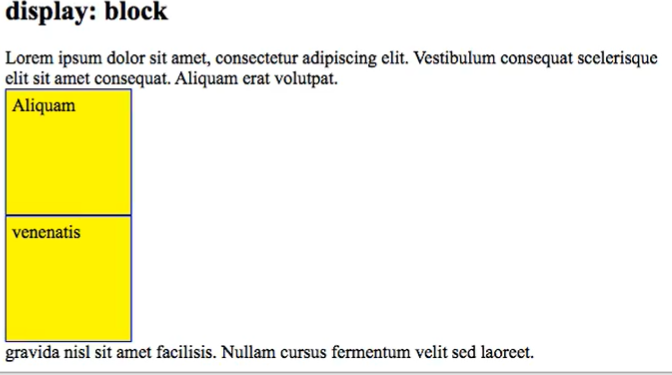 display: block
Lorem ipsum dolor sit amet, consectetur adipiscing elit. Vestibulum consequat scelerisque
elit sit amet consequat. Aliquam erat volutpat.
Aliquam
venenatis
gravida nisl sit amet facilisis. Nullam cursus fermentum velit sed laoreet.